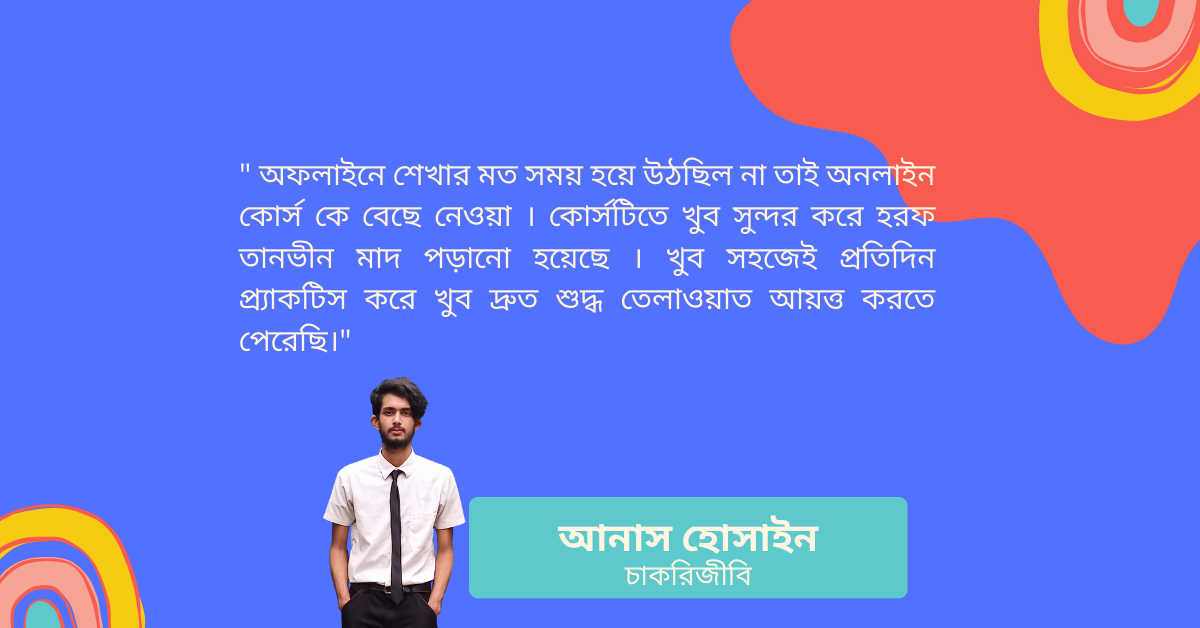 " অফলাইনে শেখার মত সময় হয়ে উঠছিল না তাই অনলাইন
কোর্স কে বেছে নেওয়া । কোর্সটিতে খুব সুন্দর করে হরফ
তানভীন মাদ পড়ানো হয়েছে । খুব সহজেই প্রতিদিন
প্র্যাকটিস করে খুব দ্রুত শুদ্ধ তেলাওয়াত আয়ত্ত করতে
পেরেছি।"
আনাস হোসাইন
চাকরিজীবি